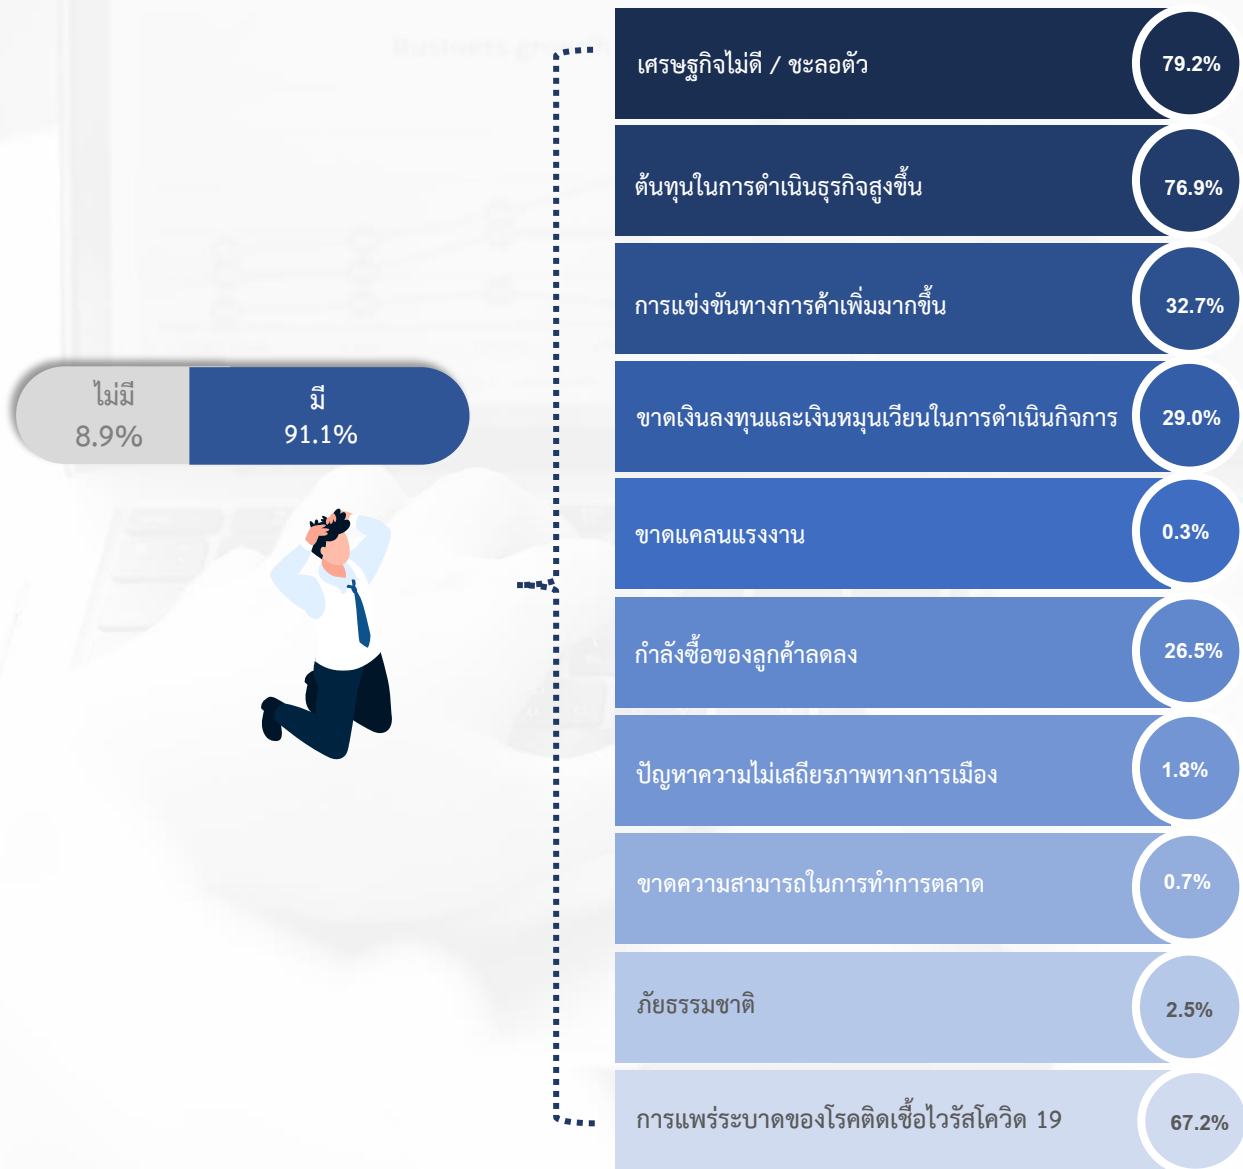 Business growth
ไม่มี
8.9%
มี
91.1%
เศรษฐกิจไม่ดี / ชะลอตัว
79.2%
ต้นทุนในการดำเนินธุรกิจสูงขึ้น
76.9%
การแข่งขันทางการค้าเพิ่มมากขึ้น
32.7%
ขาดเงินลงทุนและเงินหมุนเวียนในการดำเนินกิจการ
29.0%
ขาดแคลนแรงงาน
0.3%
กำลังซื้อของลูกค้าลดลง
26.5%
ปัญหาความไม่เสถียรภาพทางการเมือง
1.8%
ขาดความสามารถในการทำการตลาด
0.7%
ภัยธรรมชาติ
2.5%
การแพร่ระบาดของโรคติดเชื้อไวรัสโควิด 19
67.2%